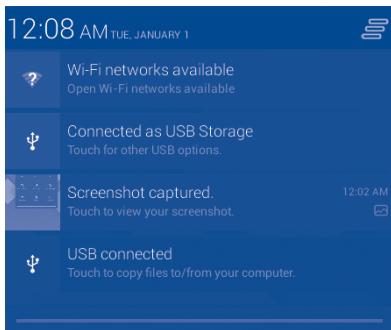 12:08 AM TUE, JANUARY 1
Wi-Fi networks available
Open Wi-Fi networks available
Connected as USB Storage
Touch for other USB options.
Screenshot captured. 12:02 AM
Touch to view your screenshot.
USB connected
Touch to copy files to/from your computer.